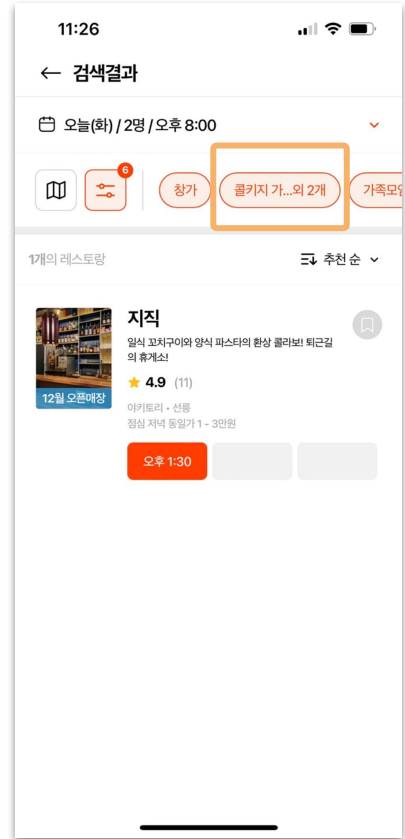 11:26
← 검색결과
오늘(화) / 2명 / 오후 8:00
6
창가
콜키지 가...외 2개
가족모임
1개의 레스토랑
추천 순
지직
일식 꼬치구이와 양식 파스타의 환상 콜라보! 퇴근길
의 휴게소!
4.9 (11)
12월 오픈매장
야키토리 • 선릉
점심 저녁 동일가 1 - 3만원
오후 1:30